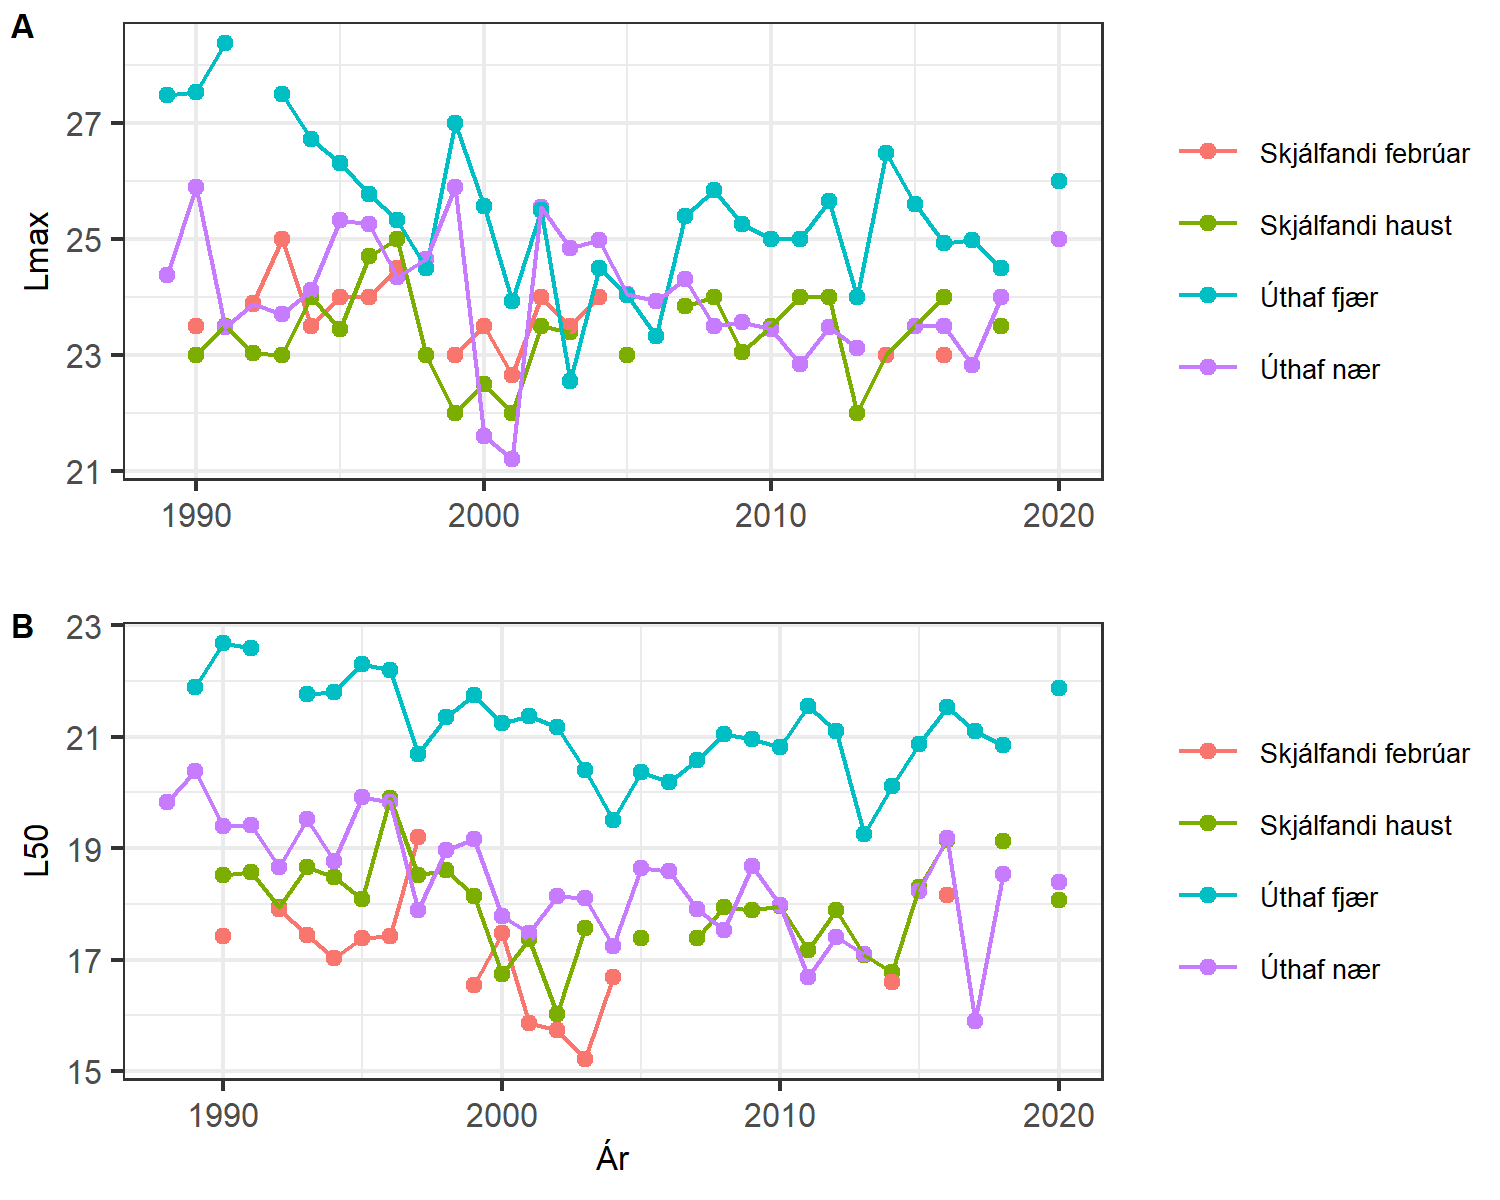 A
Lmax
27
25
23
21
1990 2000 2010 2020
Skjálfandi febrúar
Skjálfandi haust
Úthaf fjær
Úthaf nær
B
L50
23
21
19
17
15
1990 2000 2010 2020
Ár
Skjálfandi febrúar
Skjálfandi haust
Úthaf fjær
Úthaf nær